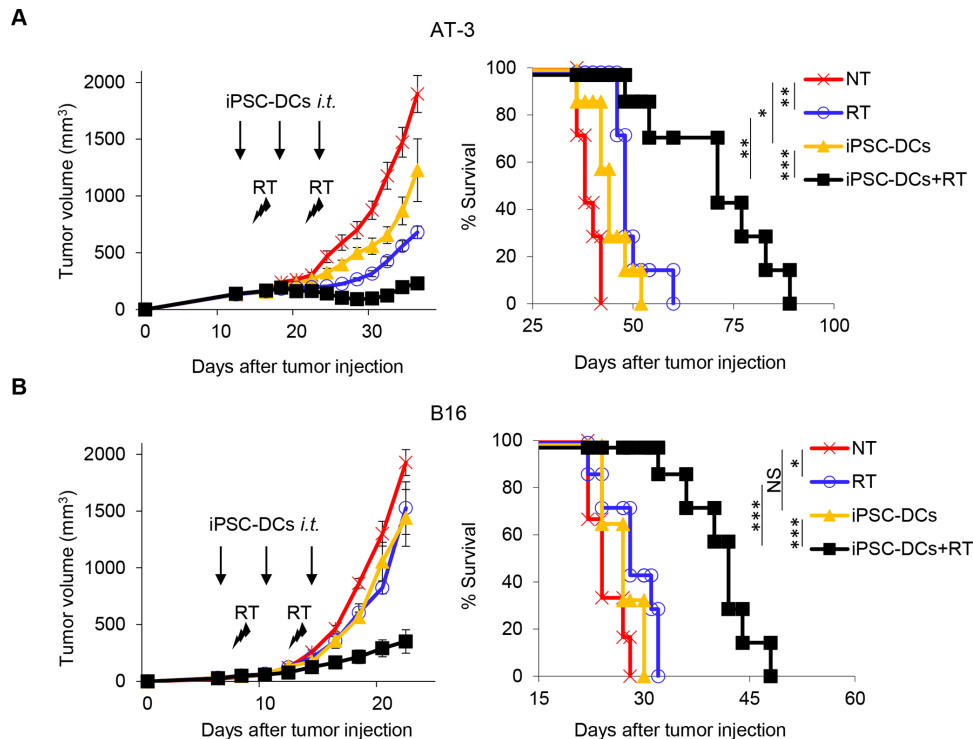 A
AT-3
Tumor volume (mm³)
2000
1500
1000
500
0
iPSC-DCs i.t.
RT RT
0 10 20 30
Days after tumor injection
% Survival
100
80
60
40
20
0
25 50 75 100
Days after tumor injection
NT
RT
iPSC-DCs
iPSC-DCs+RT
**
*
**
***
B
B16
Tumor volume (mm³)
2000
1500
1000
500
0
iPSC-DCs i.t.
RT RT
0 10 20
Days after tumor injection
% Survival
100
80
60
40
20
0
15 30 45 60
Days after tumor injection
NT
RT
iPSC-DCs
iPSC-DCs+RT
*
NS
***
***